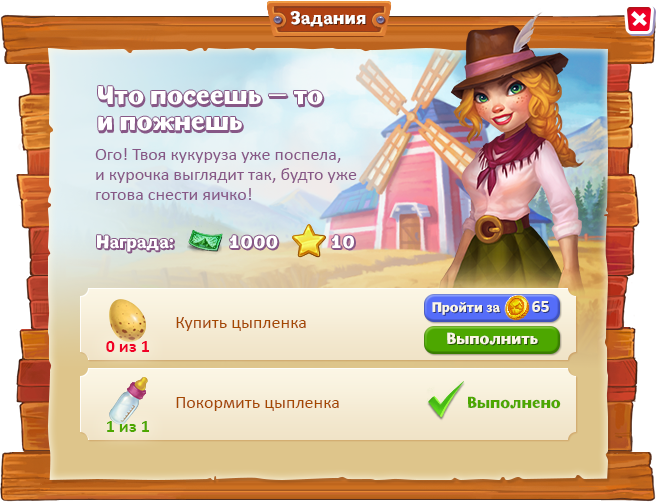 Задания
Что посеешь – то
и пожнешь
Ого! Твоя кукуруза уже поспела,
и курочка выглядит так, будто уже
готова снести яичко!
Награда: 1000 10
Купить цыпленка
0 из 1
Пройти за 65
Выполнить
Покормить цыпленка
1 из 1
Выполнено